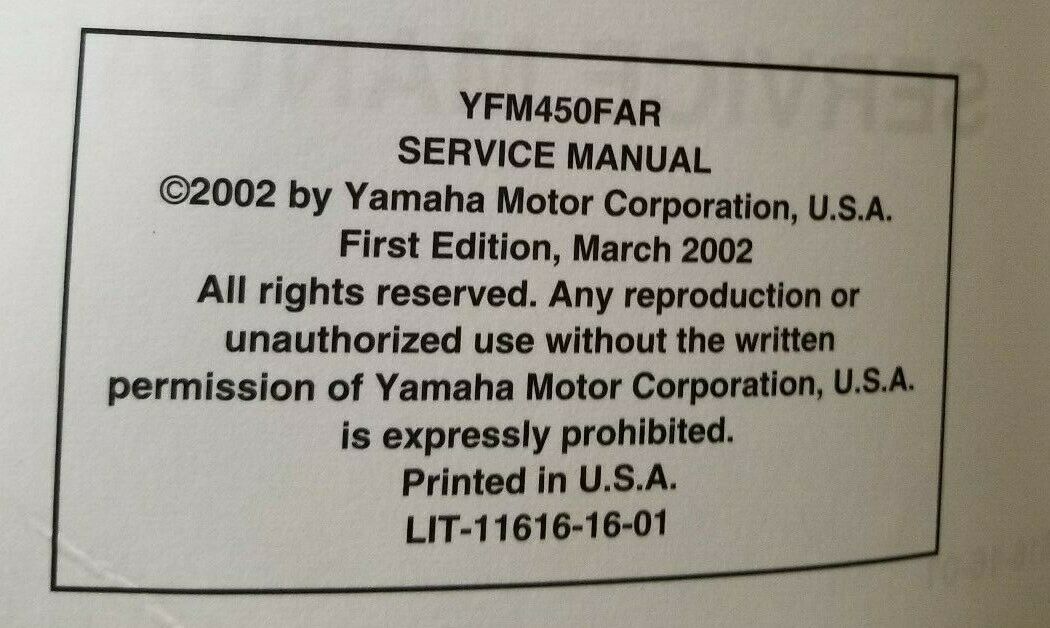 YFM450FAR
SERVICE MANUAL
©2002 by Yamaha Motor Corporation, U.S.A.
First Edition, March 2002
All rights reserved. Any reproduction or
unauthorized use without the written
permission of Yamaha Motor Corporation, U.S.A.
is expressly prohibited.
Printed in U.S.A.
LIT-11616-16-01